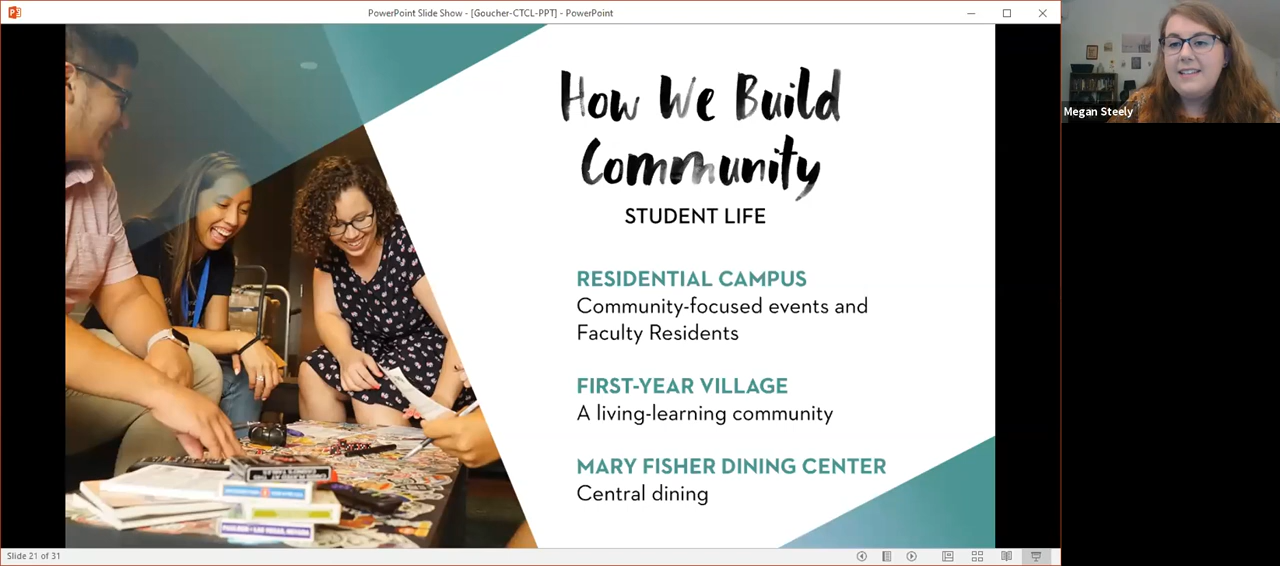 PowerPoint Slide Show - [Goucher-CTCL-PPT] - PowerPoint
How We Build
Community
STUDENT LIFE
RESIDENTIAL CAMPUS
Community-focused events and
Faculty Residents
FIRST-YEAR VILLAGE
A living-learning community
MARY FISHER DINING CENTER
Central dining
Megan Steely
Slide 21 of 31